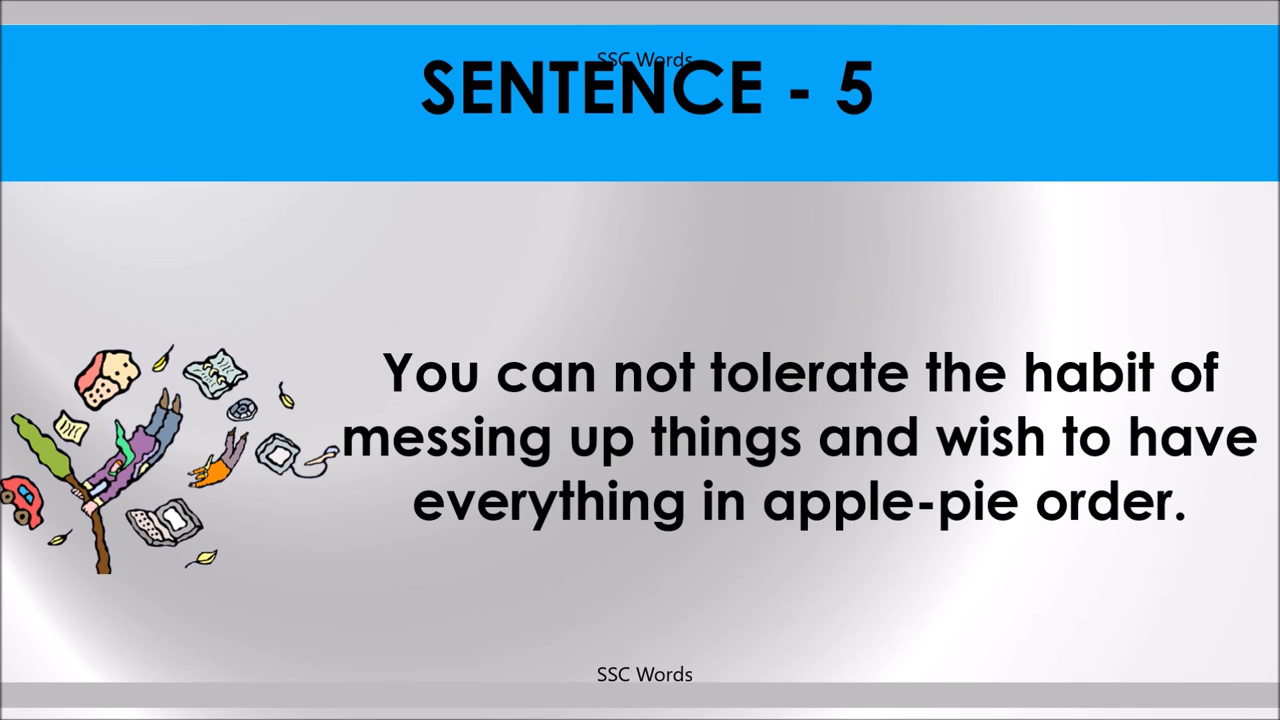 SSC Words
SENTENCE - 5
You can not tolerate the habit of
messing up things and wish to have
everything in apple-pie order.
SSC Words